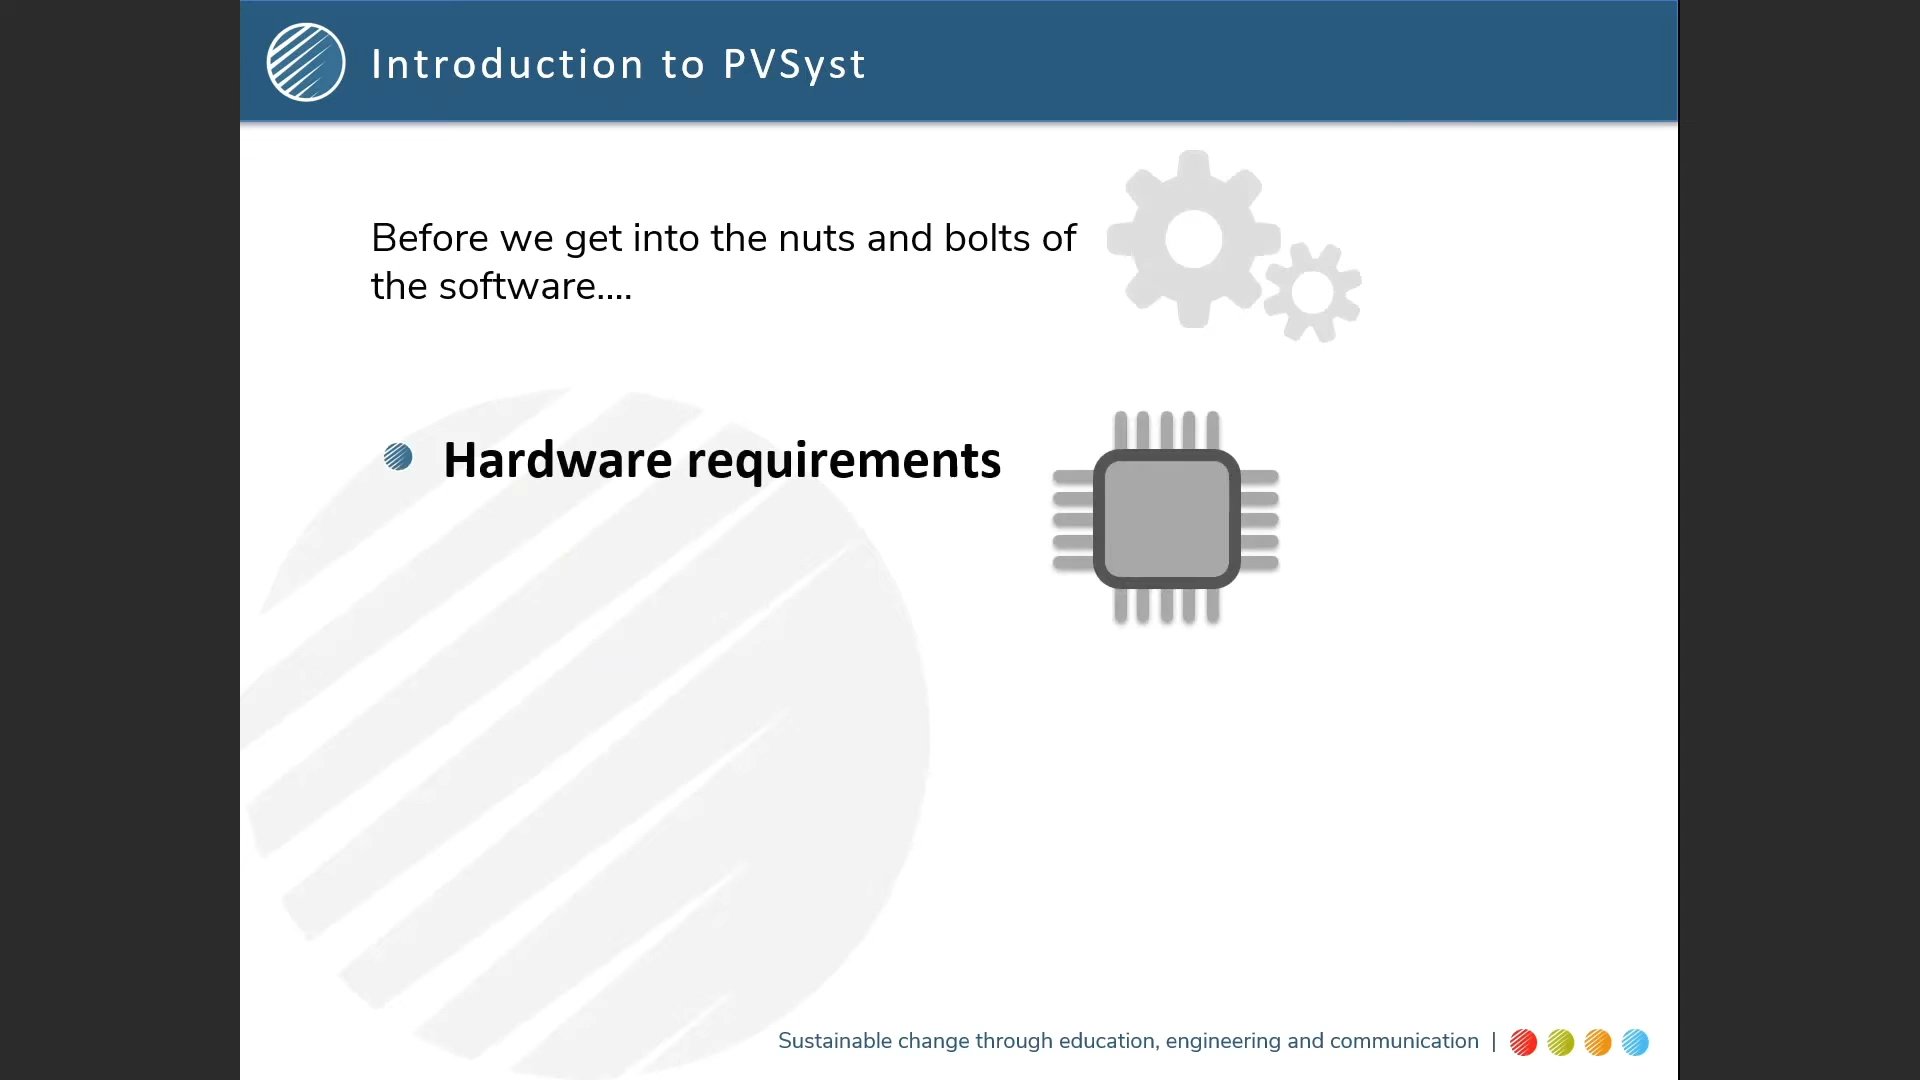 Introduction to PVSyst
Before we get into the nuts and bolts of
the software....
Hardware requirements
Sustainable change through education, engineering and communication |